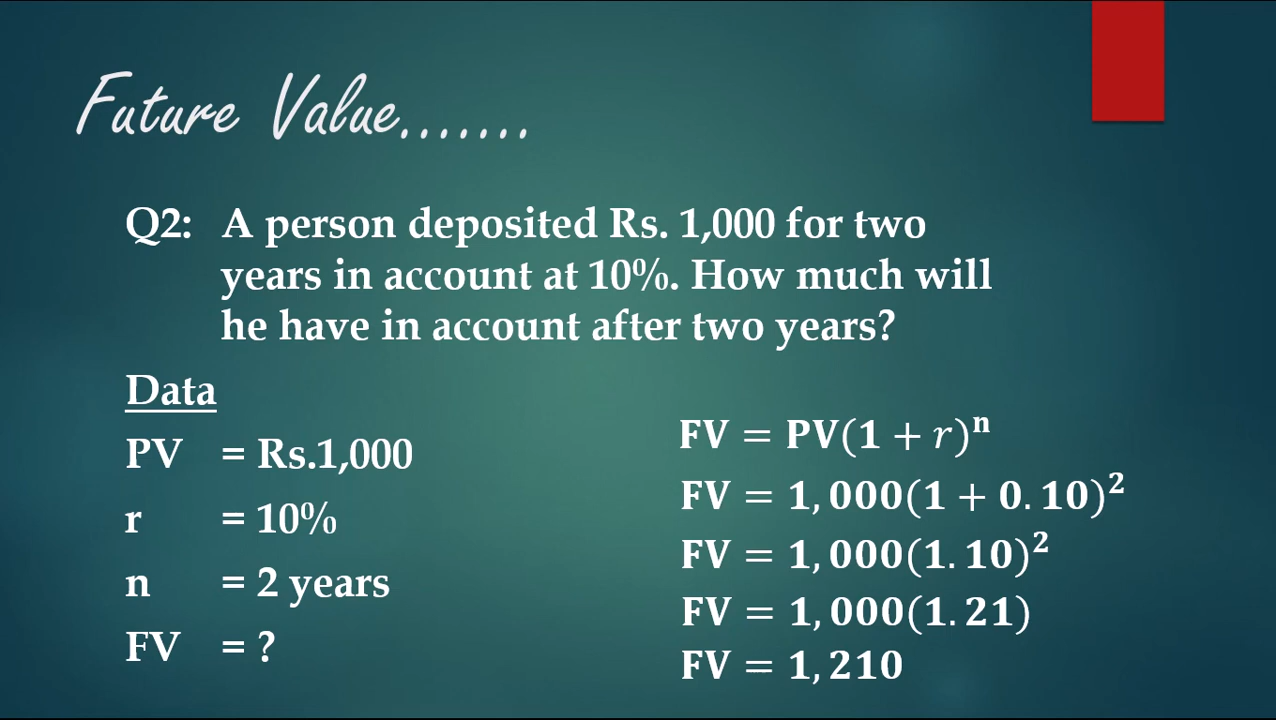 Future Value.......
Q2: A person deposited Rs. 1,000 for two
years in account at 10%. How much will
he have in account after two years?
Data
PV = Rs.1,000
r = 10%
n = 2 years
FV = ?
FV = PV(1 + r)ⁿ
FV = 1,000(1 + 0.10)²
FV = 1,000(1.10)²
FV = 1,000(1.21)
FV = 1,210